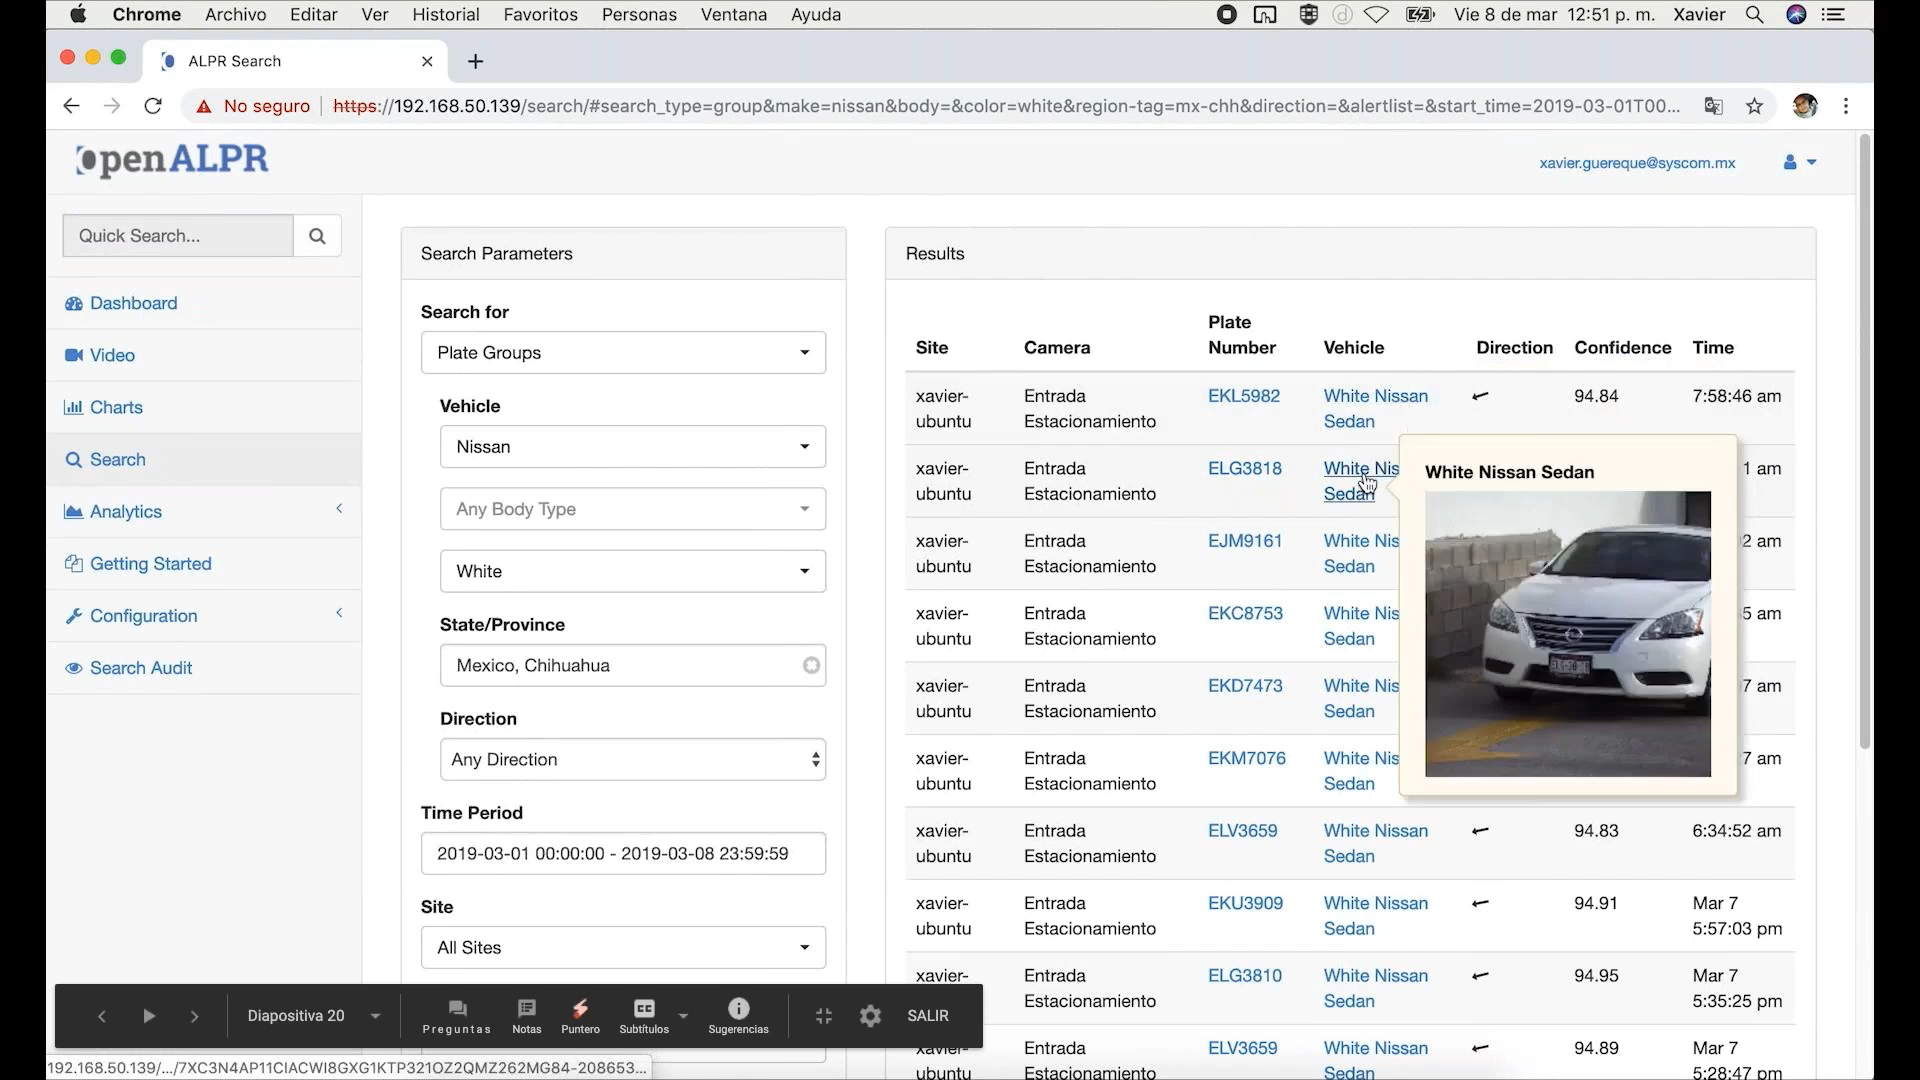 Chrome Archivo Editar Ver Historial Favoritos Personas Ventana Ayuda
Vie 8 de mar 12:51 p. m. Xavier
ALPR Search
No seguro https://192.168.50.139/search/#search_type=group&make=nissan&body=&color=white&region-tag=mx-chh&direction=&alertlist=&start_time=2019-03-01T00...
openALPR
xavier.guereque@syscom.mx
Quick Search...
Dashboard
Video
Charts
Search
Analytics
Getting Started
Configuration
Search Audit
Search Parameters
Search for
Plate Groups
Vehicle
Nissan
Any Body Type
White
State/Province
Mexico, Chihuahua
Direction
Any Direction
Time Period
2019-03-01 00:00:00 - 2019-03-08 23:59:59
Site
All Sites
Results
Plate
Site Camera Number Vehicle Direction Confidence Time
xavier- Entrada EKL5982 White Nissan 94.84 7:58:46 am
ubuntu Estacionamiento Sedan
xavier- Entrada ELG3818 White Nis 1 am
ubuntu Estacionamiento Sedan
xavier- Entrada EJM9161 White Nis 2 am
ubuntu Estacionamiento Sedan
xavier- Entrada EKC8753 White Nis 5 am
ubuntu Estacionamiento Sedan
xavier- Entrada EKD7473 White Nis 7 am
ubuntu Estacionamiento Sedan
xavier- Entrada EKM7076 White Nis 7 am
ubuntu Estacionamiento Sedan
xavier- Entrada ELV3659 White Nissan 94.83 6:34:52 am
ubuntu Estacionamiento Sedan
xavier- Entrada EKU3909 White Nissan 94.91 Mar 7
ubuntu Estacionamiento Sedan 5:57:03 pm
xavier- Entrada ELG3810 White Nissan 94.95 Mar 7
ubuntu Estacionamiento Sedan 5:35:25 pm
xavier- Entrada ELV3659 White Nissan 94.89 Mar 7
ubuntu Estacionamiento Sedan 5:28:47 pm
White Nissan Sedan
Diapositiva 20
Preguntas
Notas
Puntero
CC
Subtítulos
Sugerencias
SALIR
192.168.50.139/.../7XC3N4AP11CIACWI8GXG1KTP321OZ2QMZ262MG84-208653...